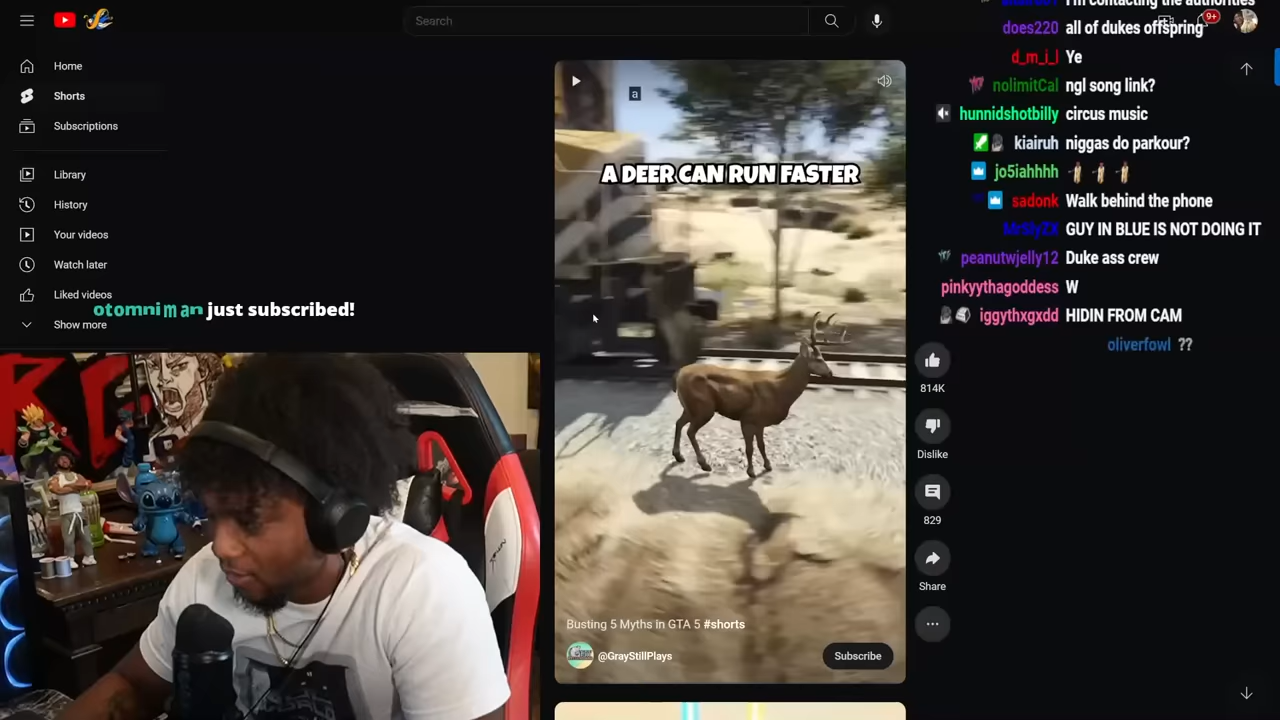 Search
9+
Home
Shorts
Subscriptions
Library
History
Your videos
Watch later
Liked videos
Show more
otomniman just subscribed!
a
A DEER CAN RUN FASTER
Busting 5 Myths in GTA 5 #shorts
@GrayStillPlays
Subscribe
814K
Dislike
829
Share
I'm contacting the authorities
does220 all of dukes offspring
d_m_i_l Ye
nolimitCal ngl song link?
hunnidshotbilly circus music
kiairuh niggas do parkour?
jo5iahhhh
sadonk Walk behind the phone
MrSlyZX GUY IN BLUE IS NOT DOING IT
peanutwjelly12 Duke ass crew
pinkyythagoddess W
iggythxgxdd HIDIN FROM CAM
oliverfowl ??